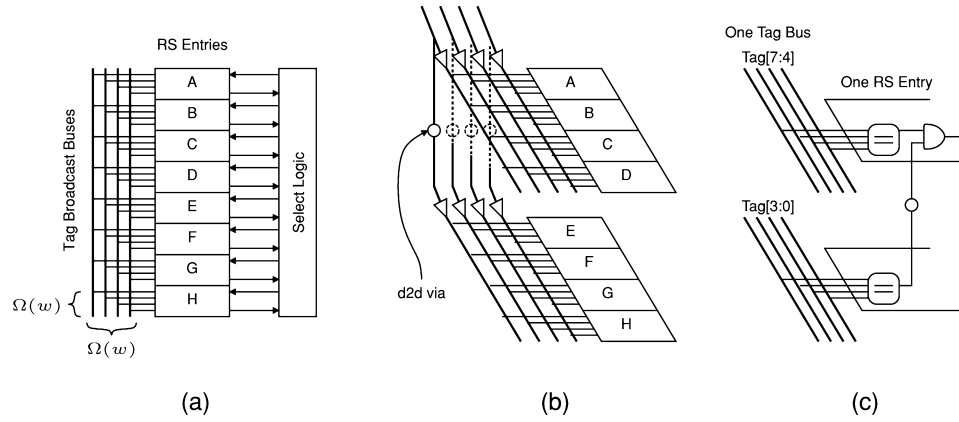 RS Entries
Tag Broadcast Buses
A
B
C
D
E
F
G
H
Select Logic
Ω(w)
Ω(w)
(a)
A
B
C
D
E
F
G
H
d2d via
(b)
One Tag Bus
Tag[7:4]
One RS Entry
=
Tag[3:0]
=
(c)